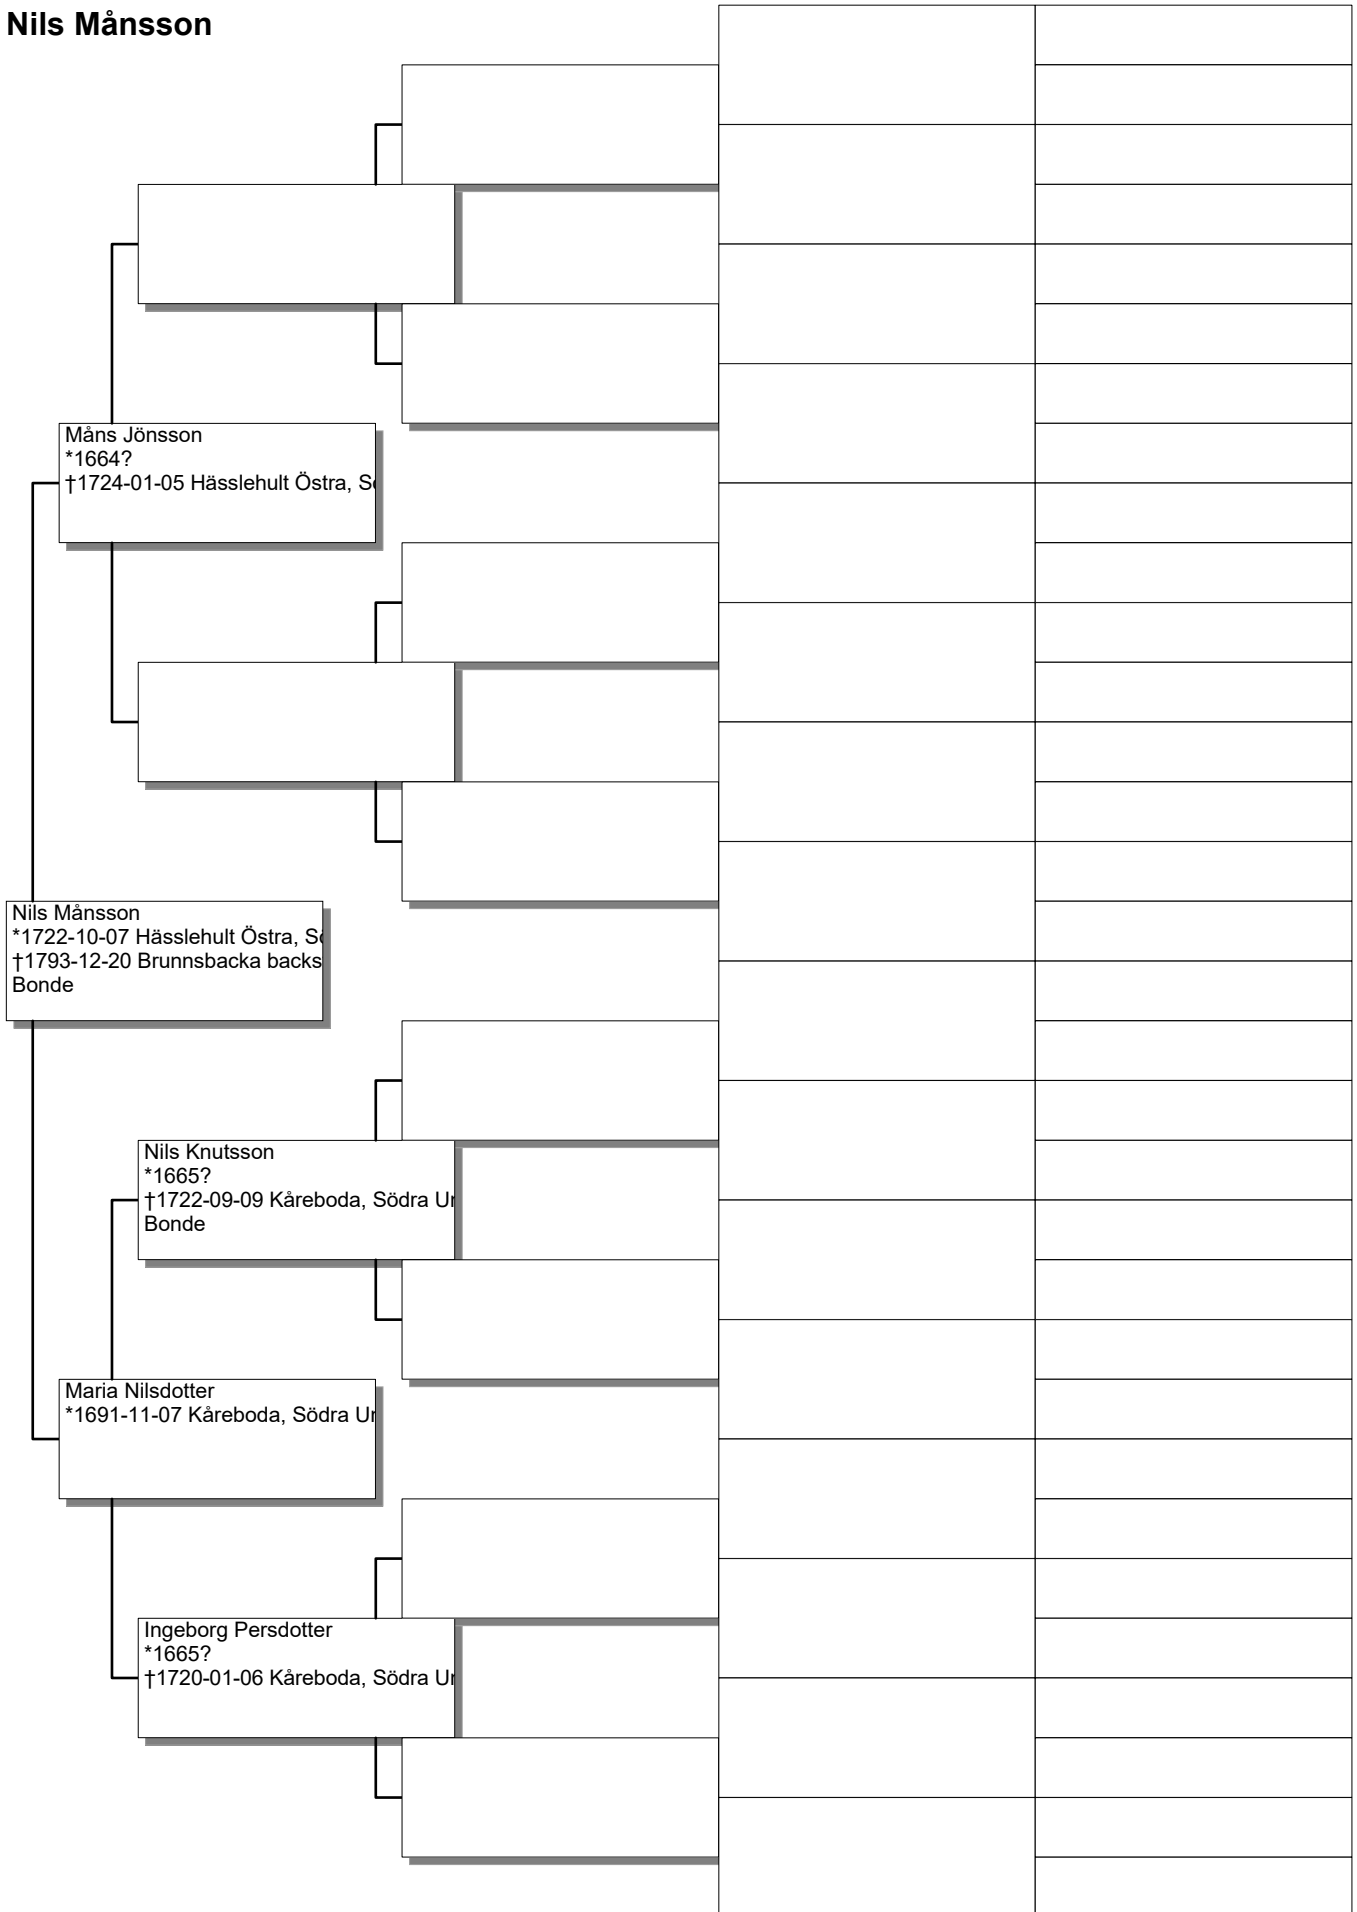 Nils Månsson
Måns Jönsson
*1664?
†1724-01-05 Hässlehult Östra,
Nils Månsson
*1722-10-07 Hässlehult Östra,
†1793-12-20 Brunnsbacka backs
Bonde
Nils Knutsson
*1665?
†1722-09-09 Kåreboda, Södra
Bonde
Maria Nilsdotter
*1691-11-07 Kåreboda, Södra
Ingeborg Persdotter
*1665?
†1720-01-06 Kåreboda, Södra